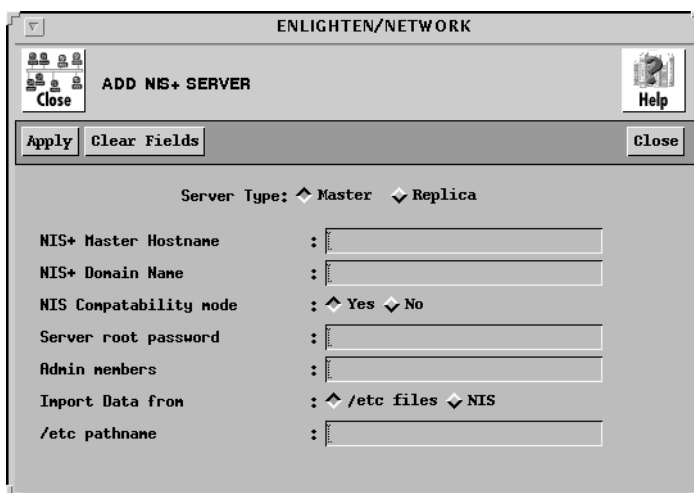 ENLIGHTEN/NETWORK
Close
ADD NIS+ SERVER
Help
Apply Clear Fields Close
Server Type: Master Replica
NIS+ Master Hostname :
NIS+ Domain Name :
NIS Compatability mode : Yes No
Server root password :
Admin members :
Import Data from : /etc files NIS
/etc pathname :